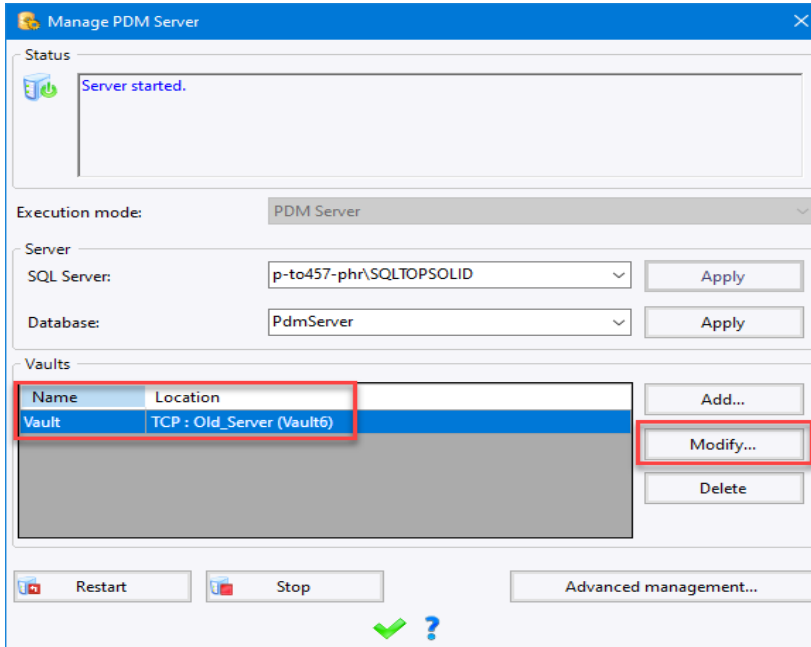 Manage PDM Server
Status
Server started.
Execution mode: PDM Server
Server
SQL Server: p-to457-phr\SQLTOPSOLID Apply
Database: PdmServer Apply
Vaults
Name Location Add...
Vault TCP : Old_Server (Vault6)
Modify...
Delete
Restart Stop Advanced management...
?